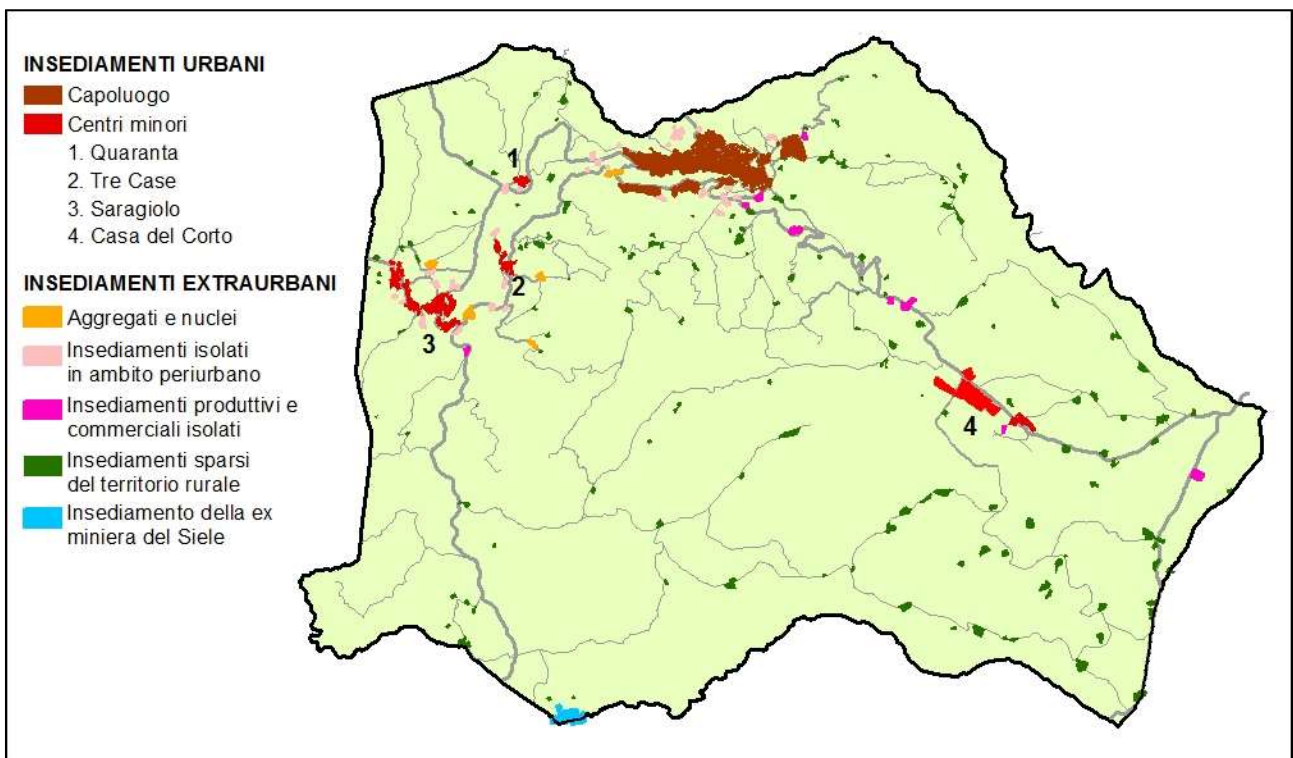 INSEDIAMENTI URBANI
Capoluogo
Centri minori
1. Quaranta
2. Tre Case
3. Saragiolo
4. Casa del Corto
INSEDIAMENTI EXTRAURBANI
Aggregati e nuclei
Insediamenti isolati
in ambito periurbano
Insediamenti produttivi e
commerciali isolati
Insediamenti sparsi
del territorio rurale
Insediamento della ex
miniera del Siele
1
2
3
4